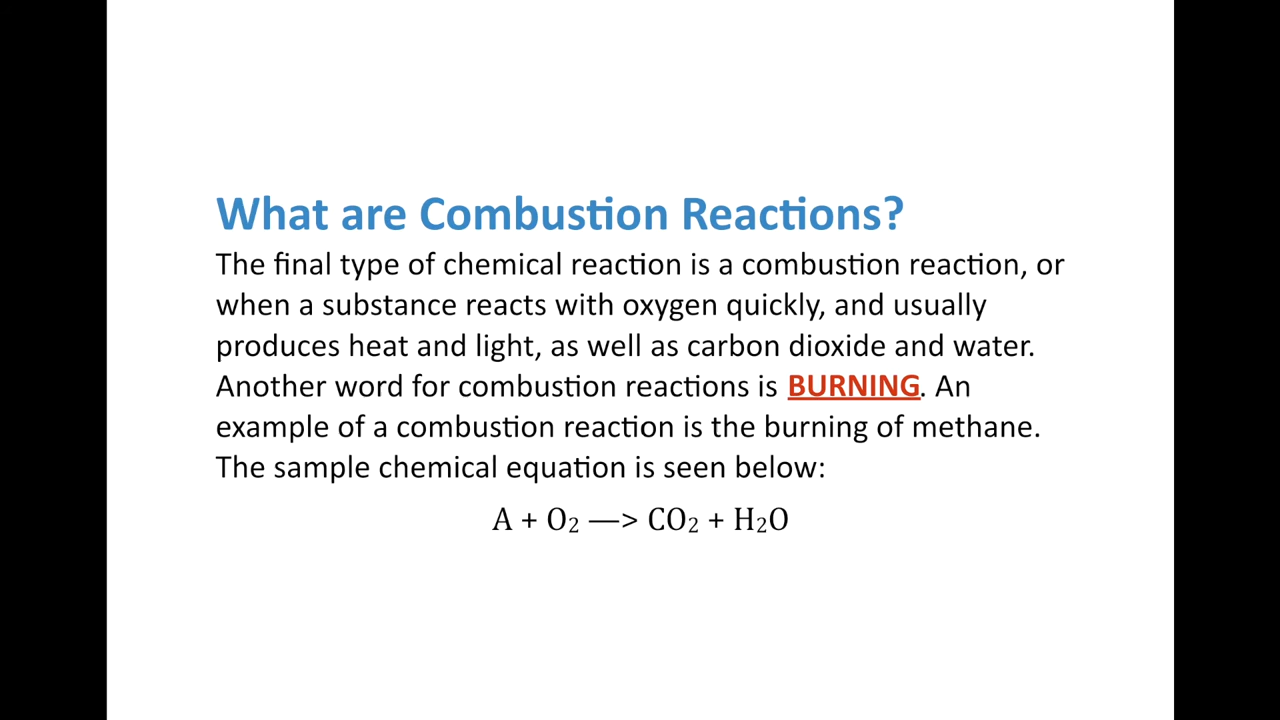 What are Combustion Reactions?
The final type of chemical reaction is a combustion reaction, or
when a substance reacts with oxygen quickly, and usually
produces heat and light, as well as carbon dioxide and water.
Another word for combustion reactions is BURNING. An
example of a combustion reaction is the burning of methane.
The sample chemical equation is seen below:
A + O₂ —> CO₂ + H₂O